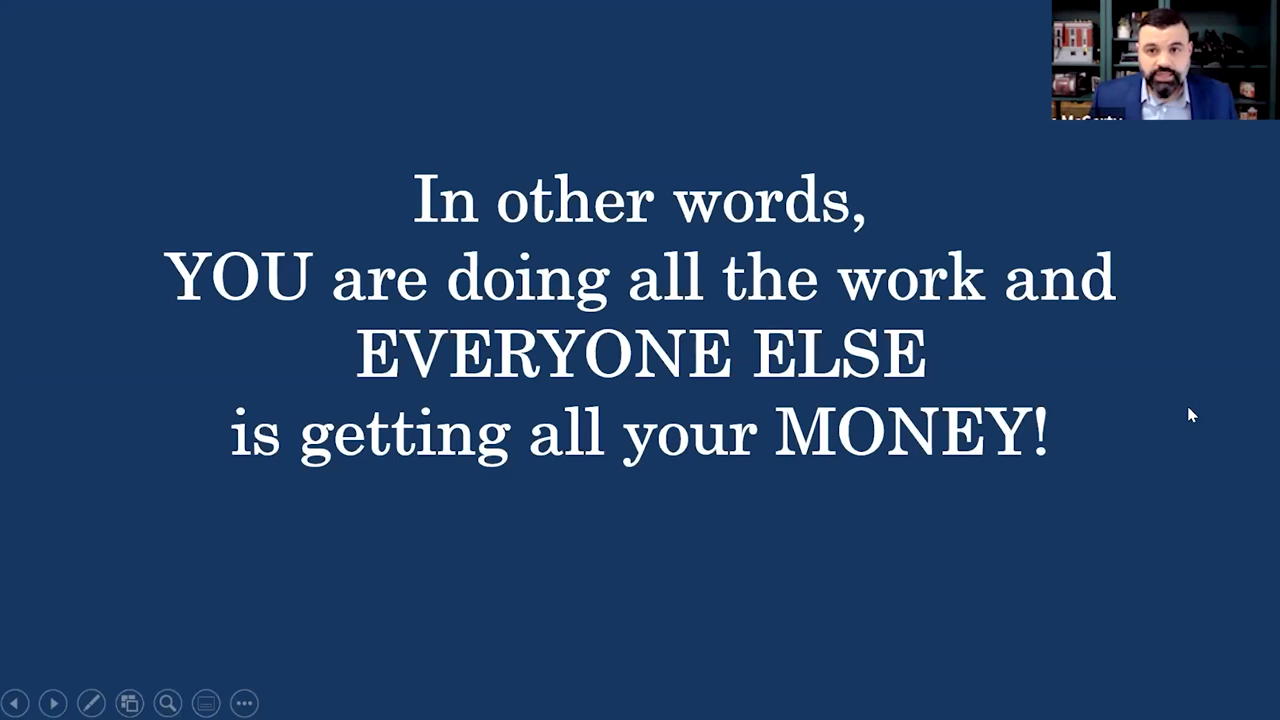 In other words,
YOU are doing all the work and
EVERYONE ELSE
is getting all your MONEY!